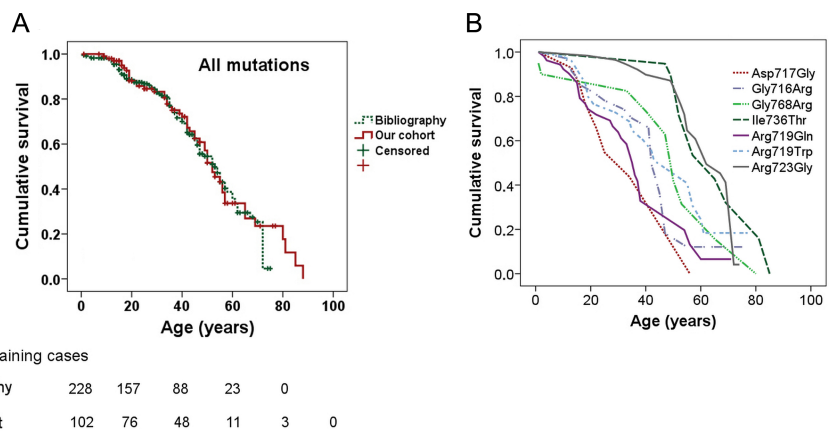 A
All mutations
Cumulative survival
1.0
0.8
0.6
0.4
0.2
0.0
0 20 40 60 80 100
Age (years)
Bibliography
Our cohort
Censored
B
Cumulative survival
1.0
0.8
0.6
0.4
0.2
0.0
0 20 40 60 80 100
Age (years)
Asp717Gly
Gly716Arg
Gly768Arg
Ile736Thr
Arg719Gln
Arg719Trp
Arg723Gly
aining cases
ny 228 157 88 23 0
t 102 76 48 11 3 0